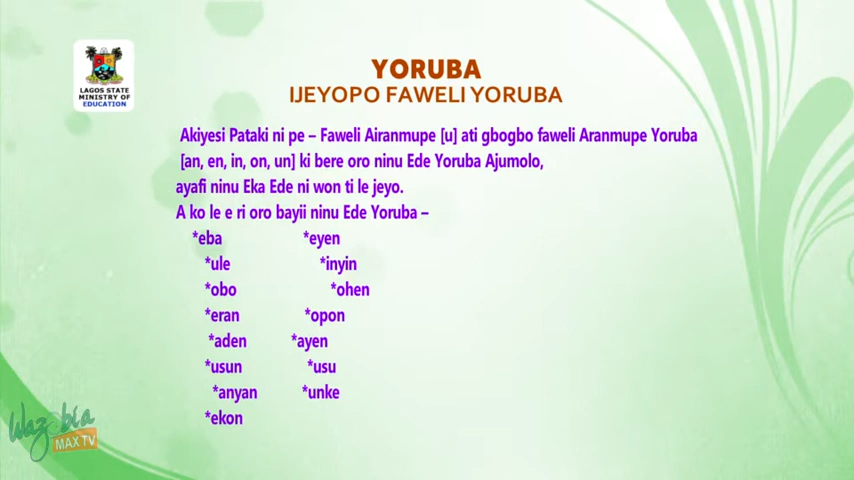 LAGOS STATE
MINISTRY OF
EDUCATION
YORUBA
IJEYOPO FAWELI YORUBA
Akiyesi Pataki ni pe – Faweli Airanmupe [u] ati gbogbo faweli Aranmupe Yoruba
[an, en, in, on, un] ki bere oro ninu Ede Yoruba Ajumolo,
ayafi ninu Eka Ede ni won ti le jeyo.
A ko le e ri oro bayii ninu Ede Yoruba –
*eba *eyen
*ule *inyin
*obo *ohen
*eran *opon
*aden *ayen
*usun *usu
*anyan *unke
*ekon
Wazobia
MAX TV